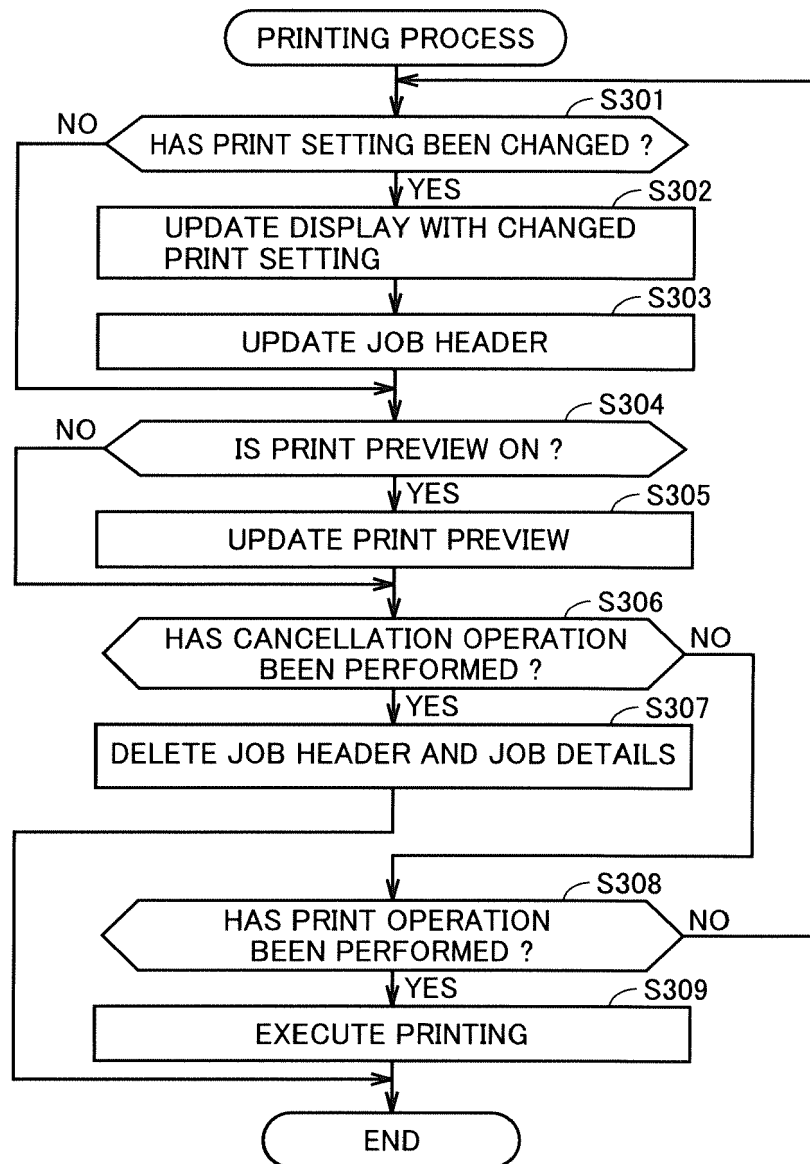 PRINTING PROCESS
S301
NO
HAS PRINT SETTING BEEN CHANGED ?
YES
S302
UPDATE DISPLAY WITH CHANGED
PRINT SETTING
S303
UPDATE JOB HEADER
S304
NO
IS PRINT PREVIEW ON ?
YES
S305
UPDATE PRINT PREVIEW
S306
HAS CANCELLATION OPERATION
BEEN PERFORMED ?
NO
YES
S307
DELETE JOB HEADER AND JOB DETAILS
S308
HAS PRINT OPERATION
BEEN PERFORMED ?
NO
YES
S309
EXECUTE PRINTING
END